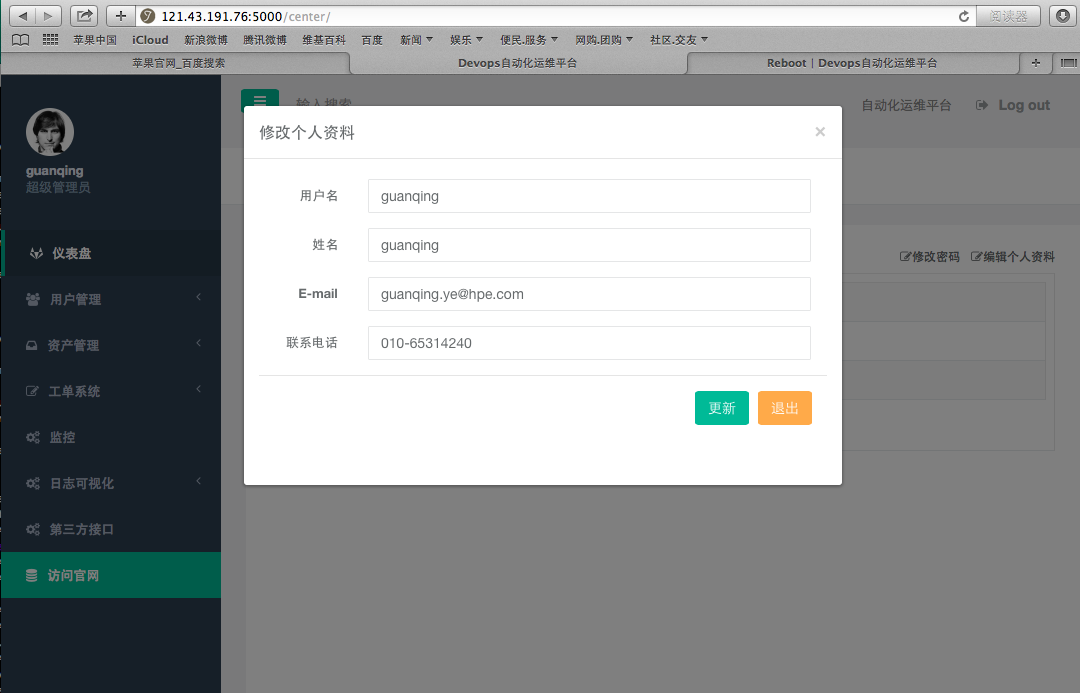 121.43.191.76:5000/center/
阅读器
苹果中国 iCloud 新浪微博 腾讯微博 维基百科 百度 新闻 娱乐 便民.服务 网购.团购 社区.交友
苹果官网_百度搜索 Devops自动化运维平台 Reboot | Devops自动化运维平台
guanqing
超级管理员
仪表盘
用户管理
资产管理
工单系统
监控
日志可视化
第三方接口
访问官网
输入搜索
自动化运维平台 Log out
修改密码 编辑个人资料
修改个人资料 ×
用户名 guanqing
姓名 guanqing
E-mail guanqing.ye@hpe.com
联系电话 010-65314240
更新 退出